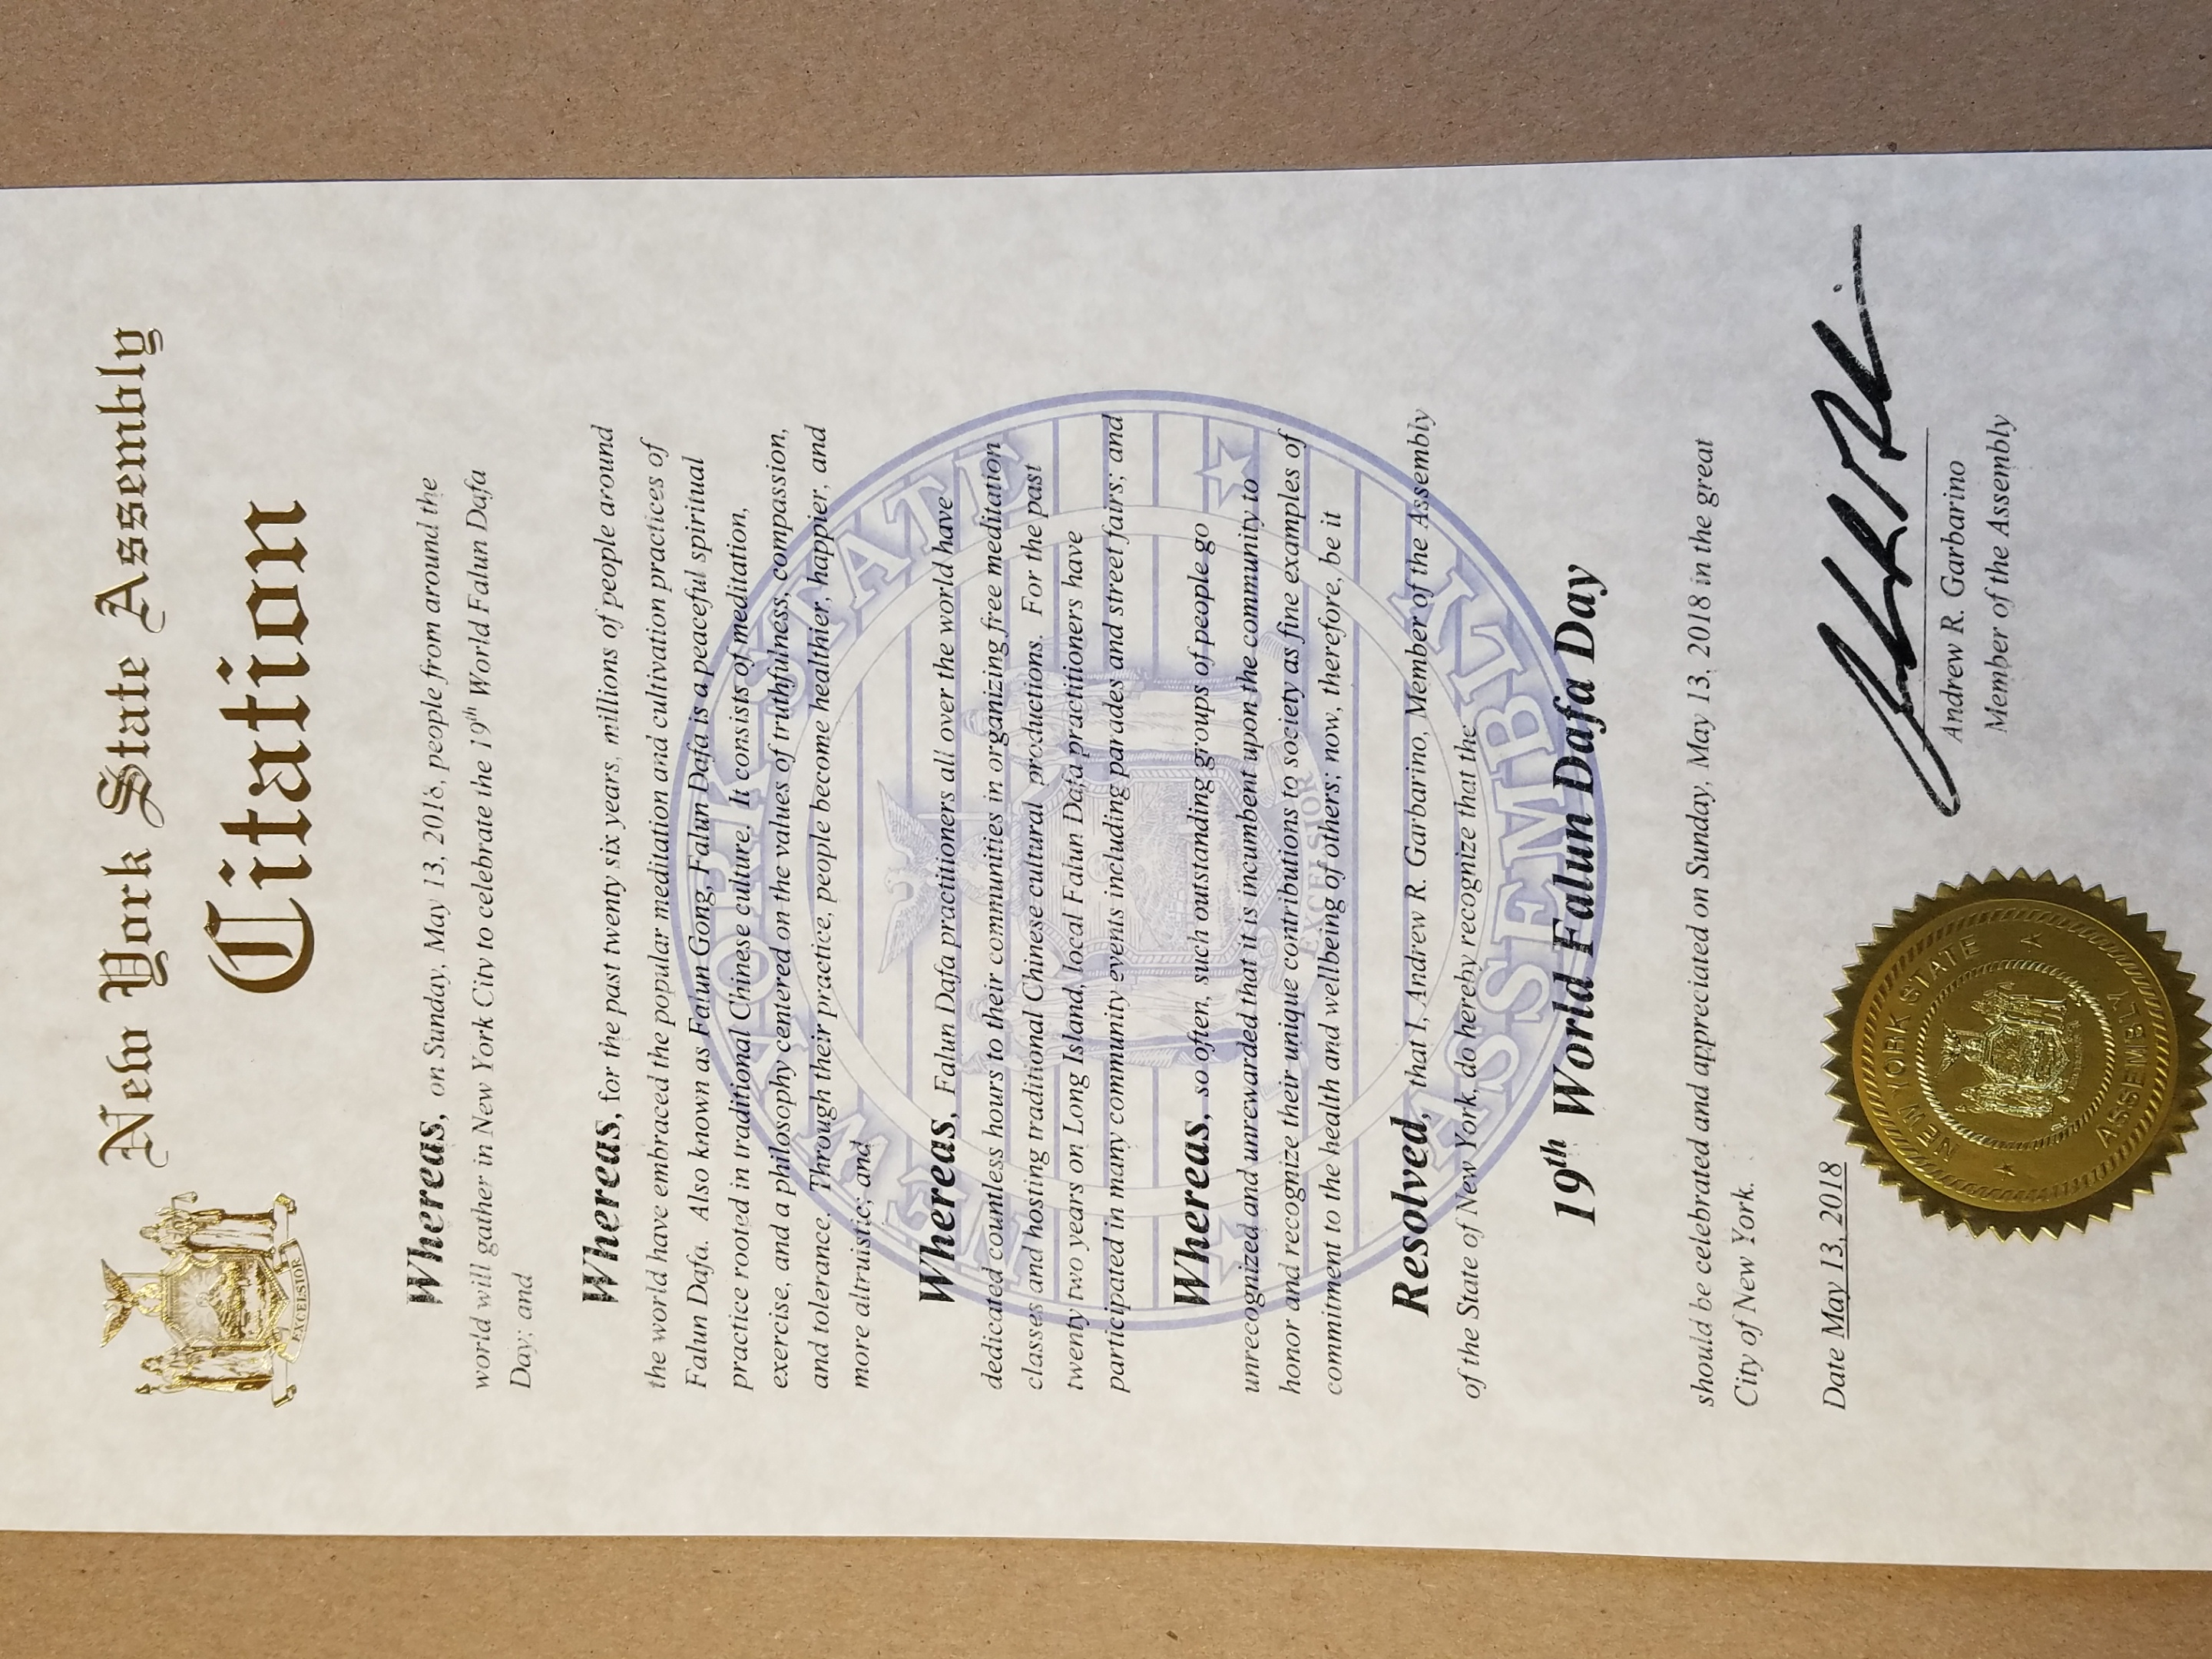 New York State Assembly
Citation
EXCELSIOR
Whereas, on Sunday, May 13, 2018, people from around the
world will gather in New York City to celebrate the 19th World Falun Dafa
Day; and
Whereas, for the past twenty six years, millions of people around
the world have embraced the popular meditation and cultivation practices of
Falun Dafa. Also known as Falun Gong, Falun Dafa is a peaceful spiritual
practice rooted in traditional Chinese culture. It consists of meditation,
exercise, and a philosophy centered on the values of truthfulness, compassion,
and tolerance. Through their practice, people become healthier, happier, and
more altruistic; and
Whereas, Falun Dafa practitioners all over the world have
dedicated countless hours to their communities in organizing free meditation
classes and hosting traditional Chinese cultural productions. For the past
twenty two years on Long Island, local Falun Dafa practitioners have
participated in many community events including parades and street fairs; and
Whereas, so often, such outstanding groups of people go
unrecognized and unrewarded that it is incumbent upon the community to
honor and recognize their unique contributions to society as fine examples of
commitment to the health and wellbeing of others; now, therefore, be it
Resolved, that I, Andrew R. Garbarino, Member of the Assembly
of the State of New York, do hereby recognize that the
19th World Falun Dafa Day
should be celebrated and appreciated on Sunday, May 13, 2018 in the great
City of New York.
Date May 13, 2018
Andrew R. Garbarino
Member of the Assembly
NEW YORK STATE
ASSEMBLY
NEW YORK STATE
ASSEMBLY
EXCELSIOR